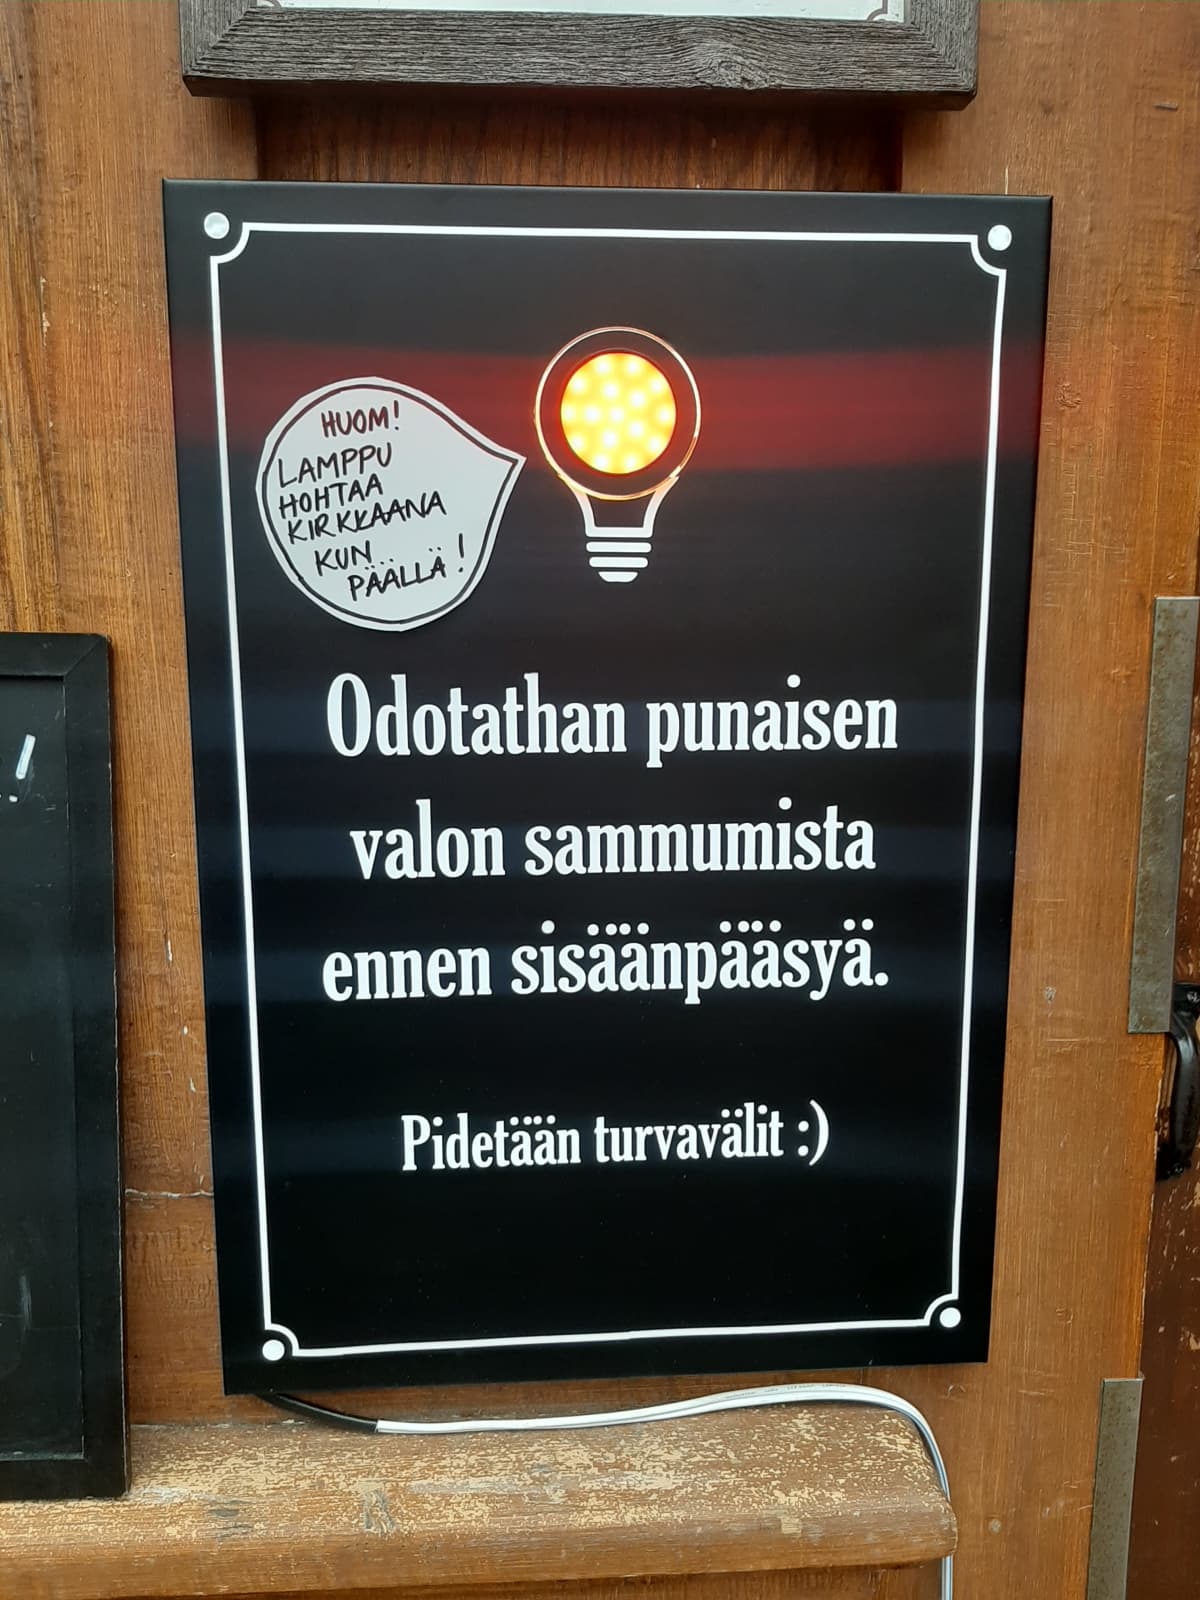 HUOM!
LAMPPU
HOHTAA
KIRKKAANA
KUN
PÄÄLLÄ!
Odotathan punaisen
valon sammumista
ennen sisäänpääsyä.
Pidetään turvavälit :)